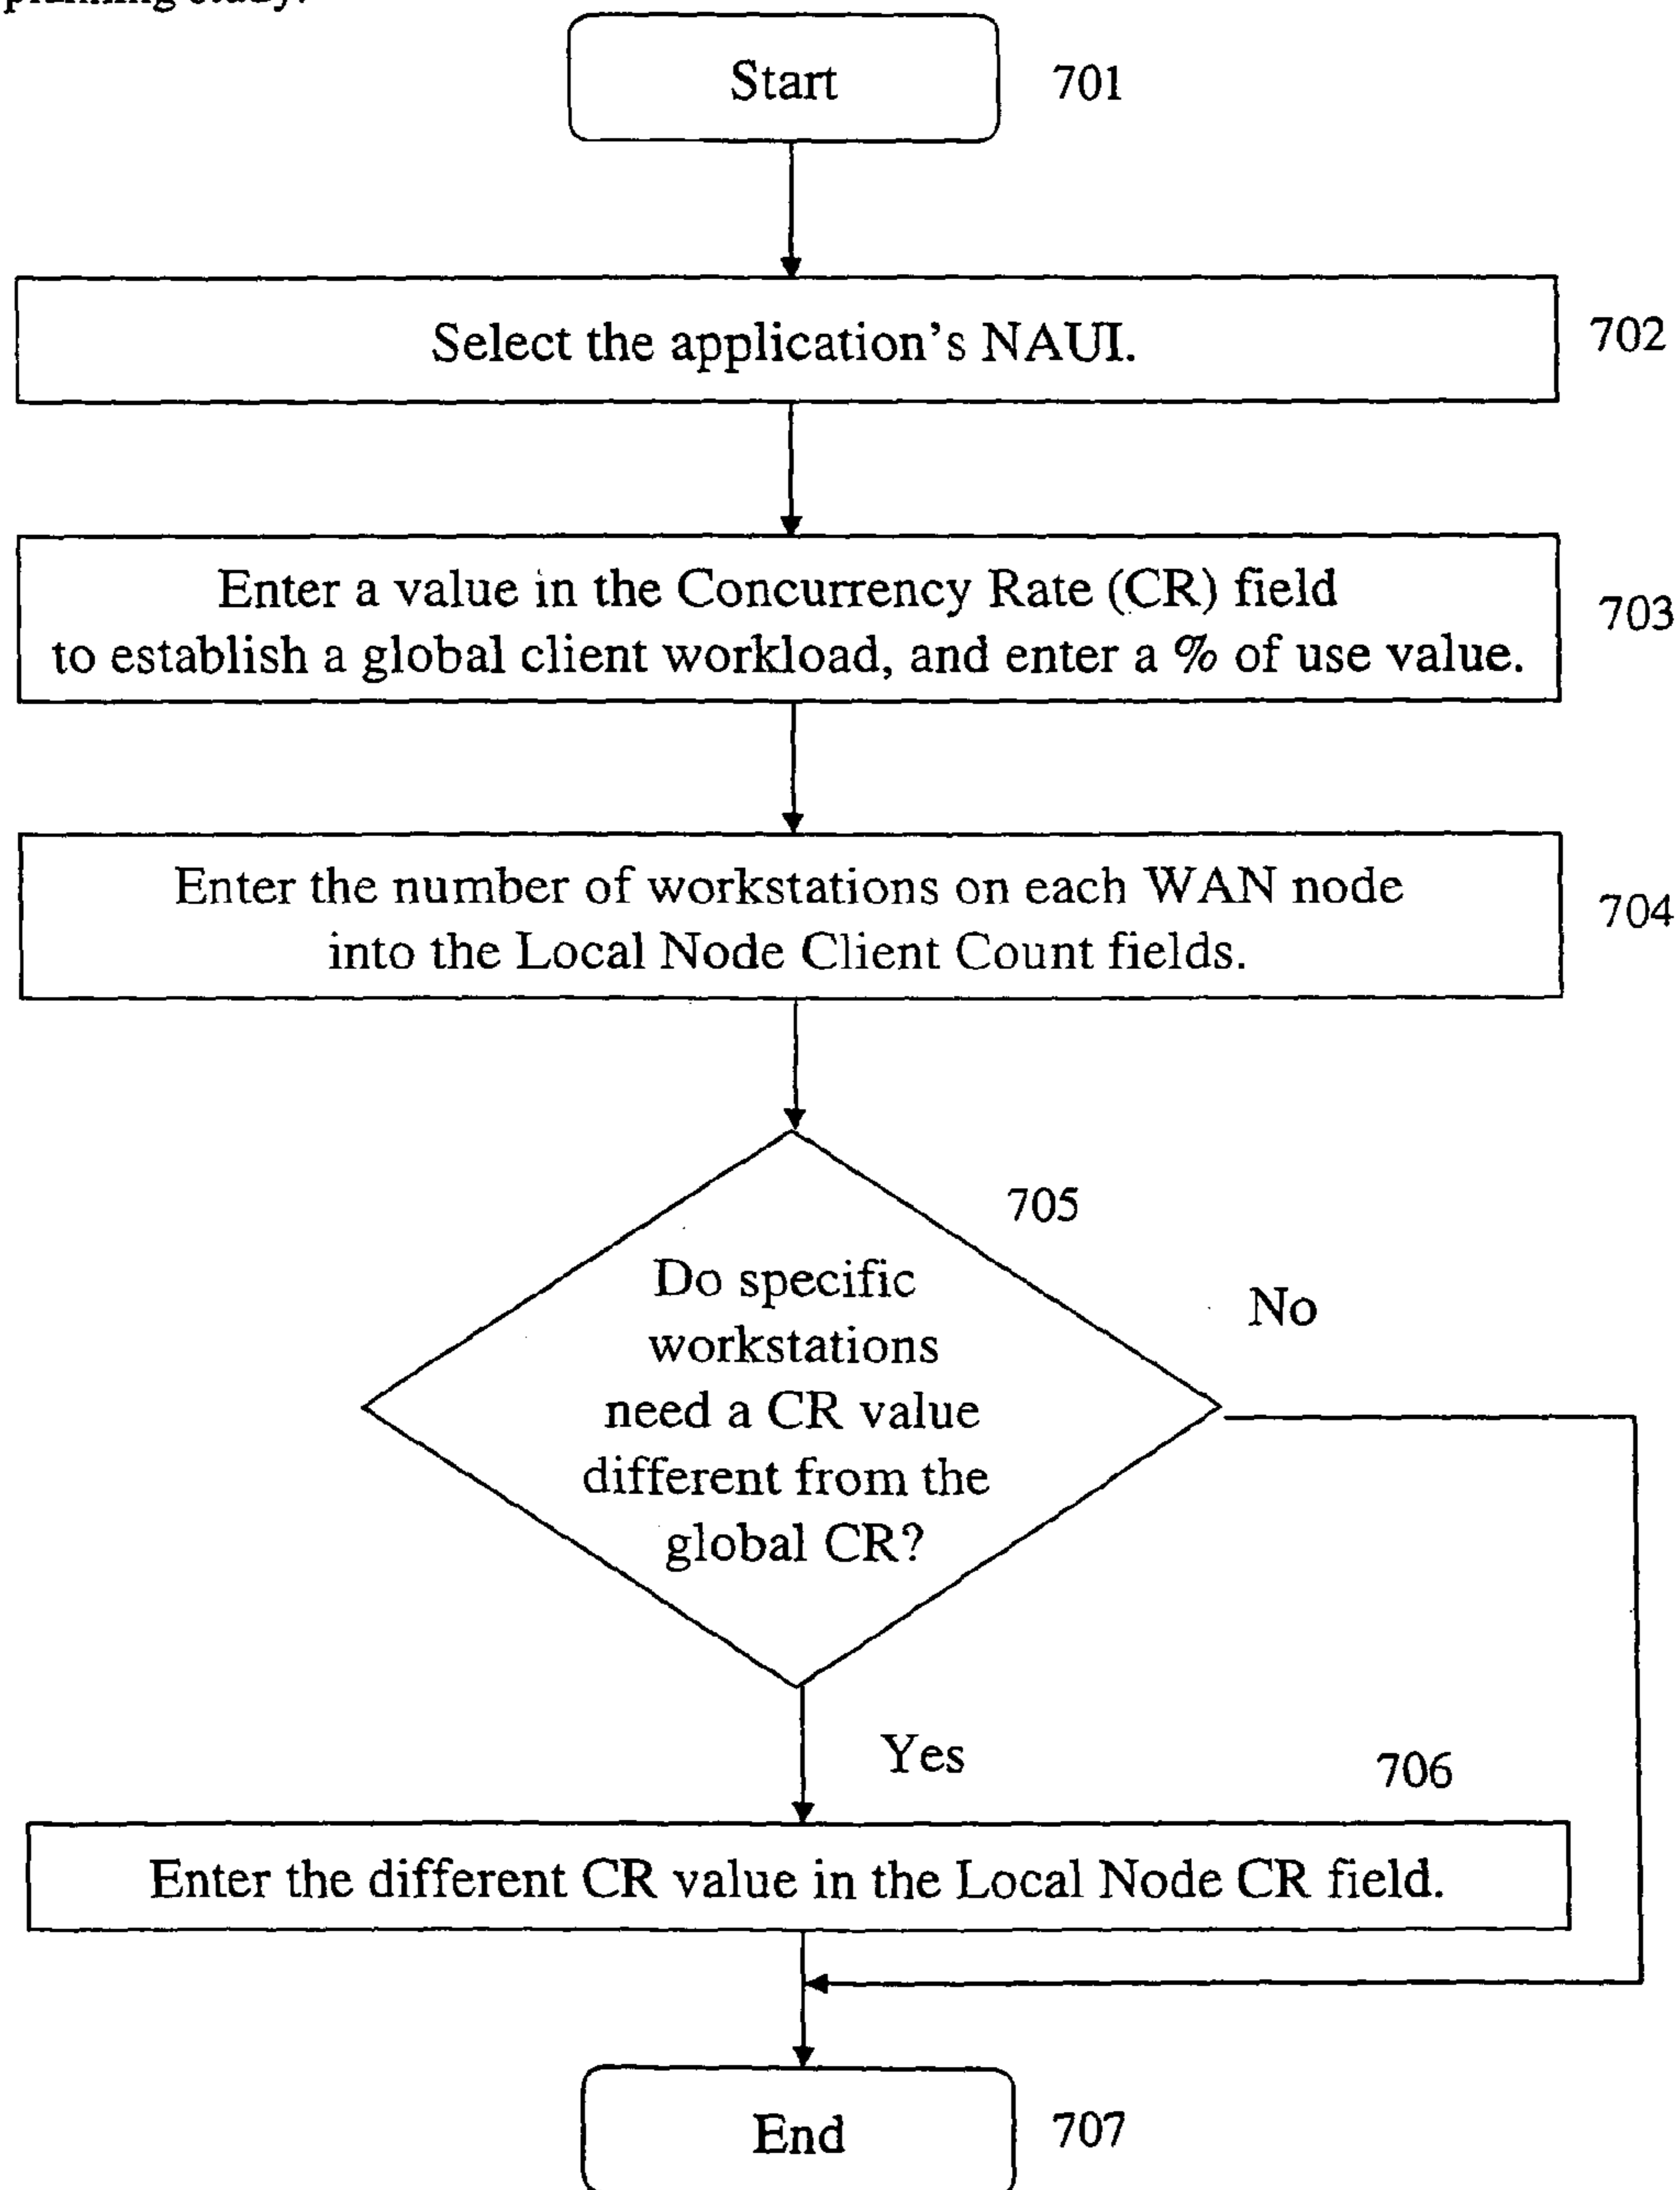 planning study.
Start
701
Select the application's NAUI.
702
Enter a value in the Concurrency Rate (CR) field
to establish a global client workload, and enter a % of use value.
703
Enter the number of workstations on each WAN node
into the Local Node Client Count fields.
704
705
Do specific
workstations
need a CR value
different from the
global CR?
No
Yes
706
Enter the different CR value in the Local Node CR field.
End
707